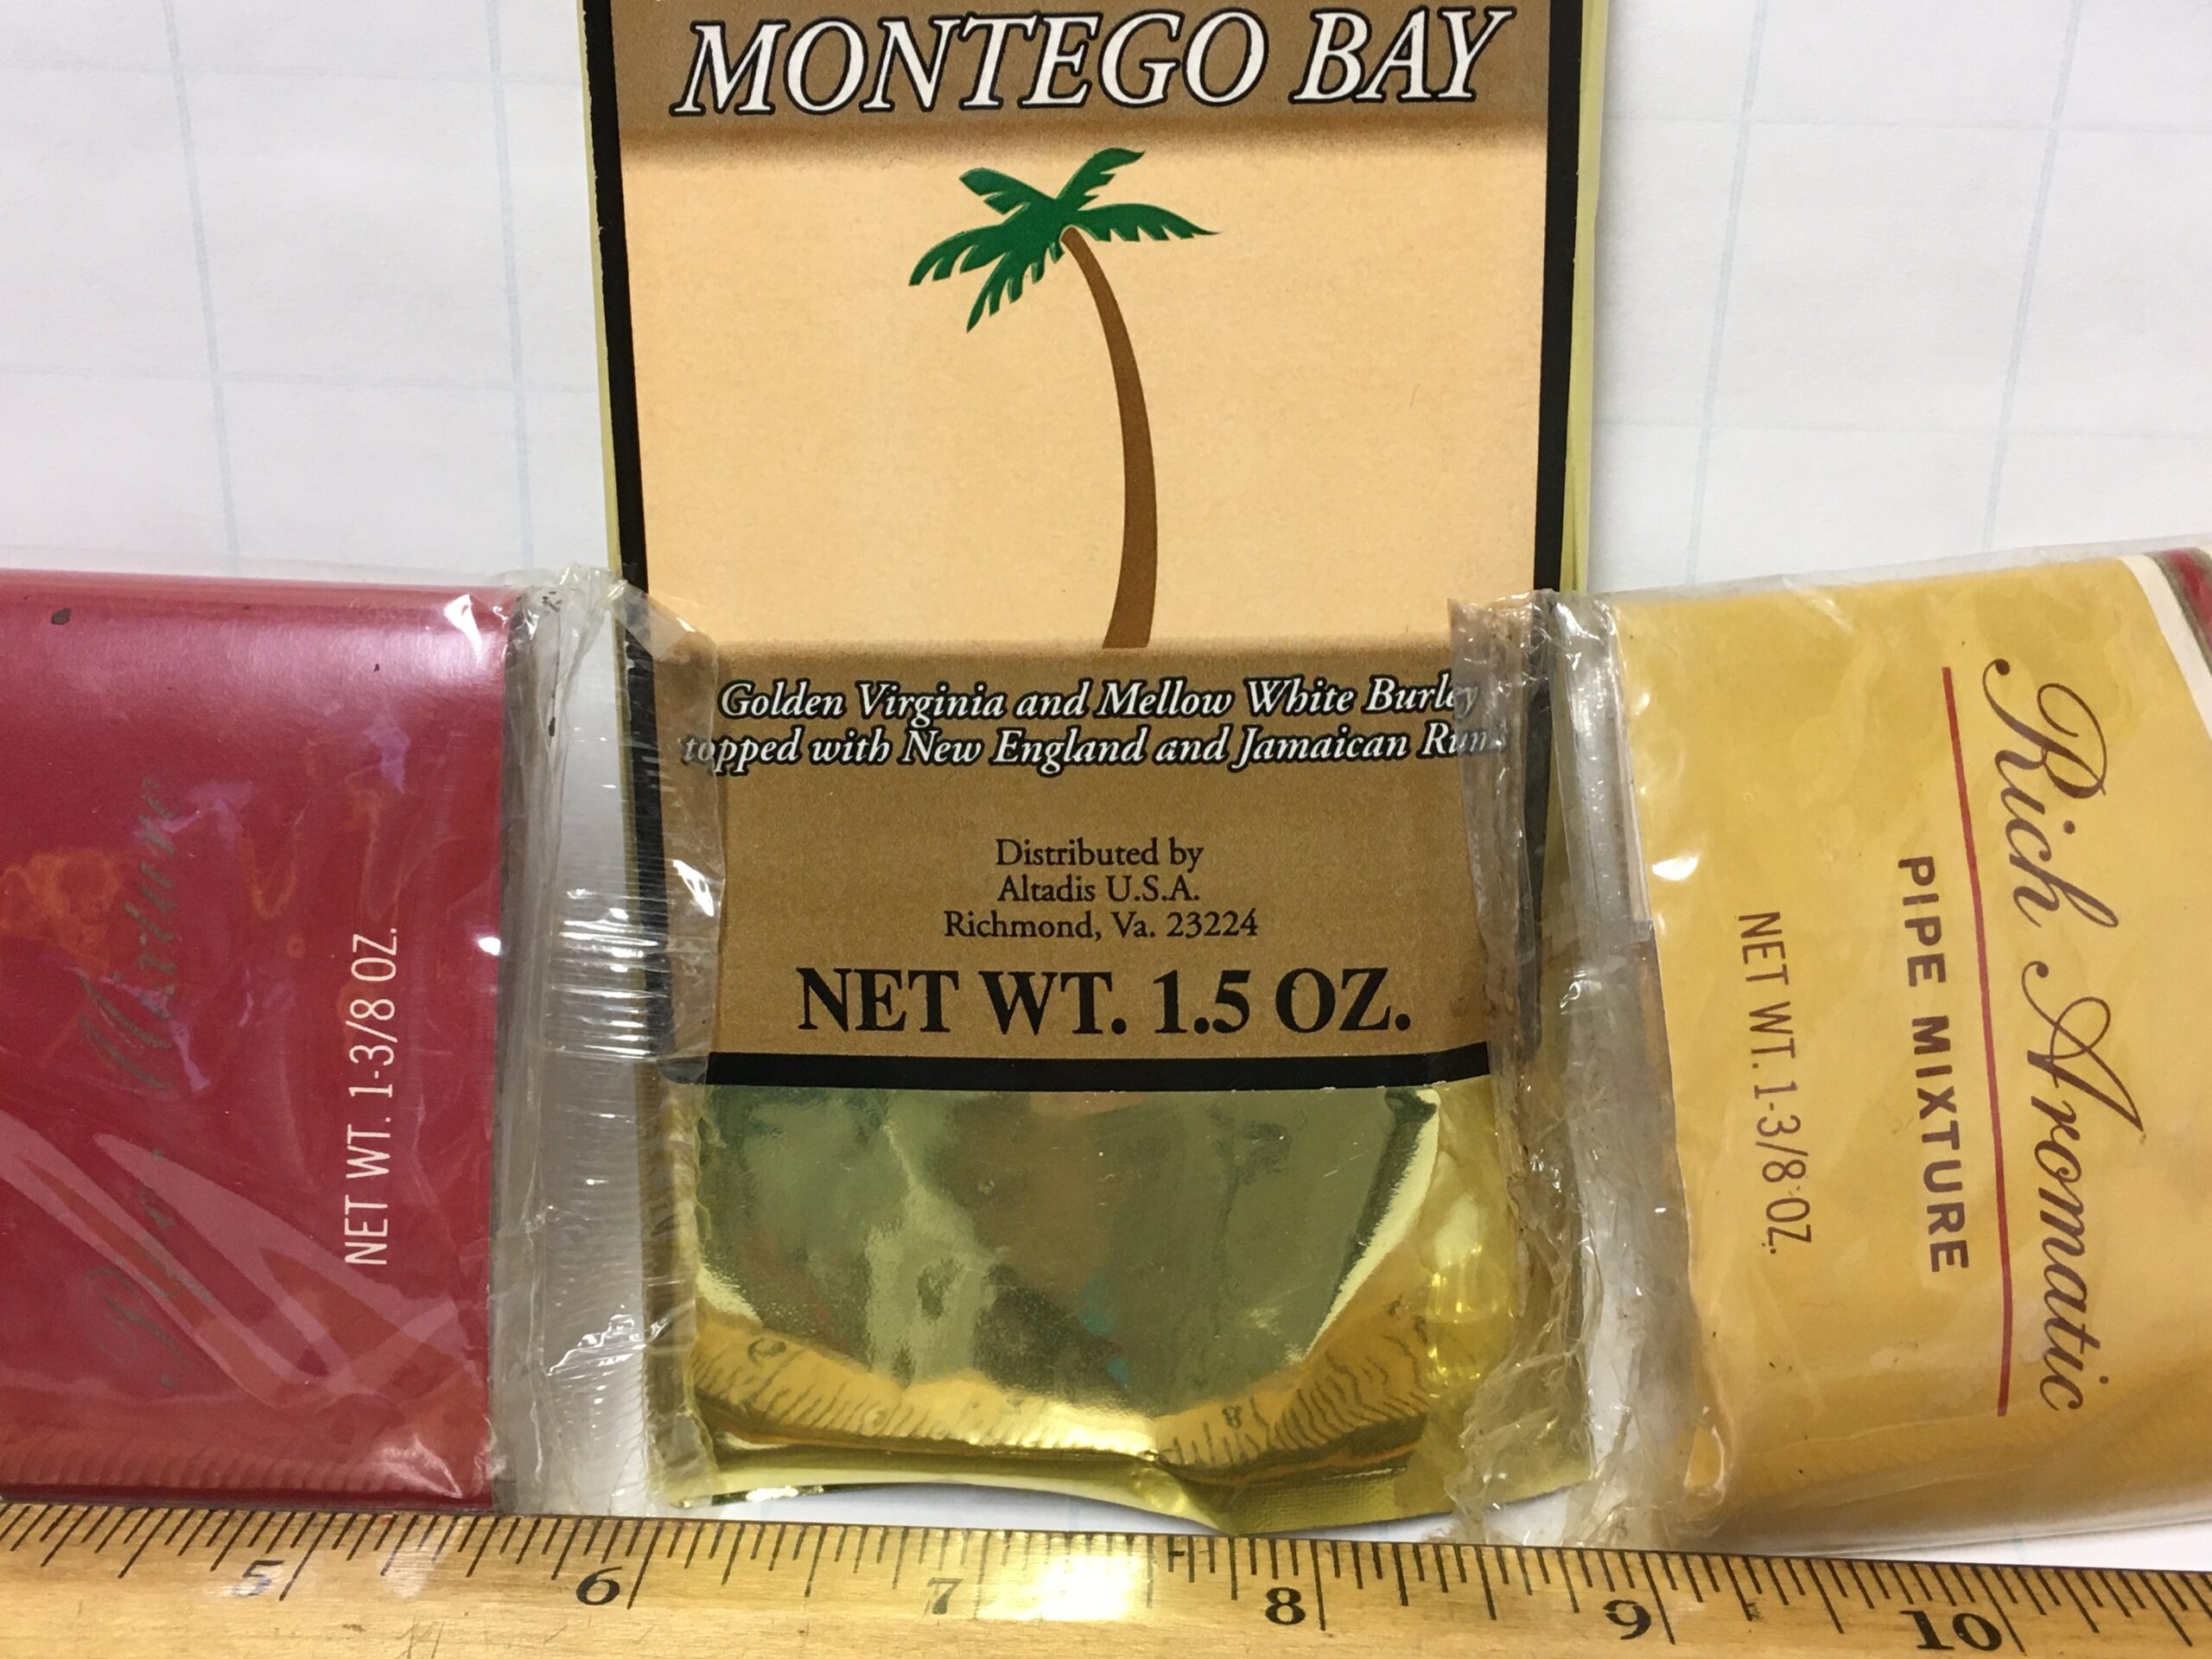 MONTEGO BAY
Golden Virginia and Mellow White Burley
topped with New England and Jamaican Rum
Distributed by
Altadis U.S.A.
Richmond, Va. 23224
NET WT. 1.5 OZ.
Mixture
NET WT. 1-3/8 OZ.
Rich Aromatic
PIPE MIXTURE
NET WT. 1-3/8 OZ.
5 6 7 8 9 10